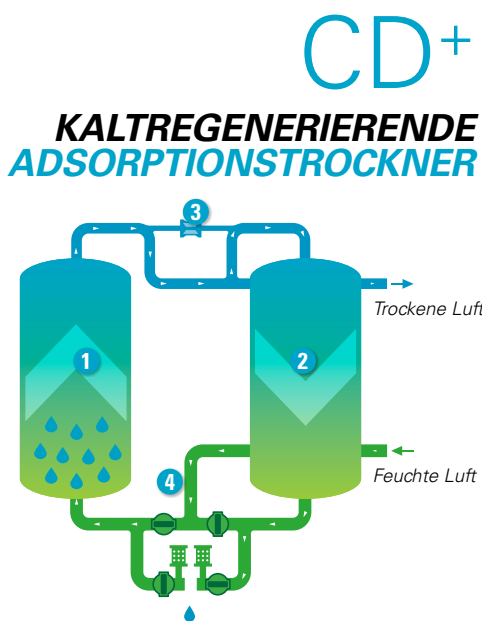 CD+
KALTREGENERIERENDE
ADSORPTIONSTROCKNER
3
Trockene Luft
1
2
4
Feuchte Luft